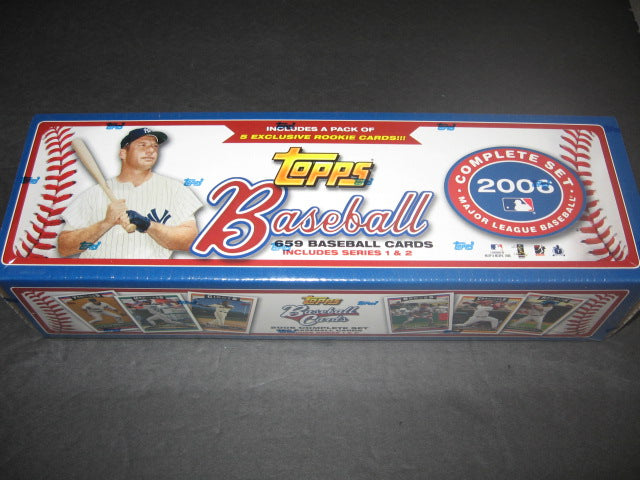 INCLUDES A PACK OF
5 EXCLUSIVE ROOKIE CARDS!!!
Topps
Baseball
659 BASEBALL CARDS
INCLUDES SERIES 1 & 2
COMPLETE SET
2006
MAJOR LEAGUE BASEBALL
Topps
Baseball
Cards
2006 COMPLETE SET